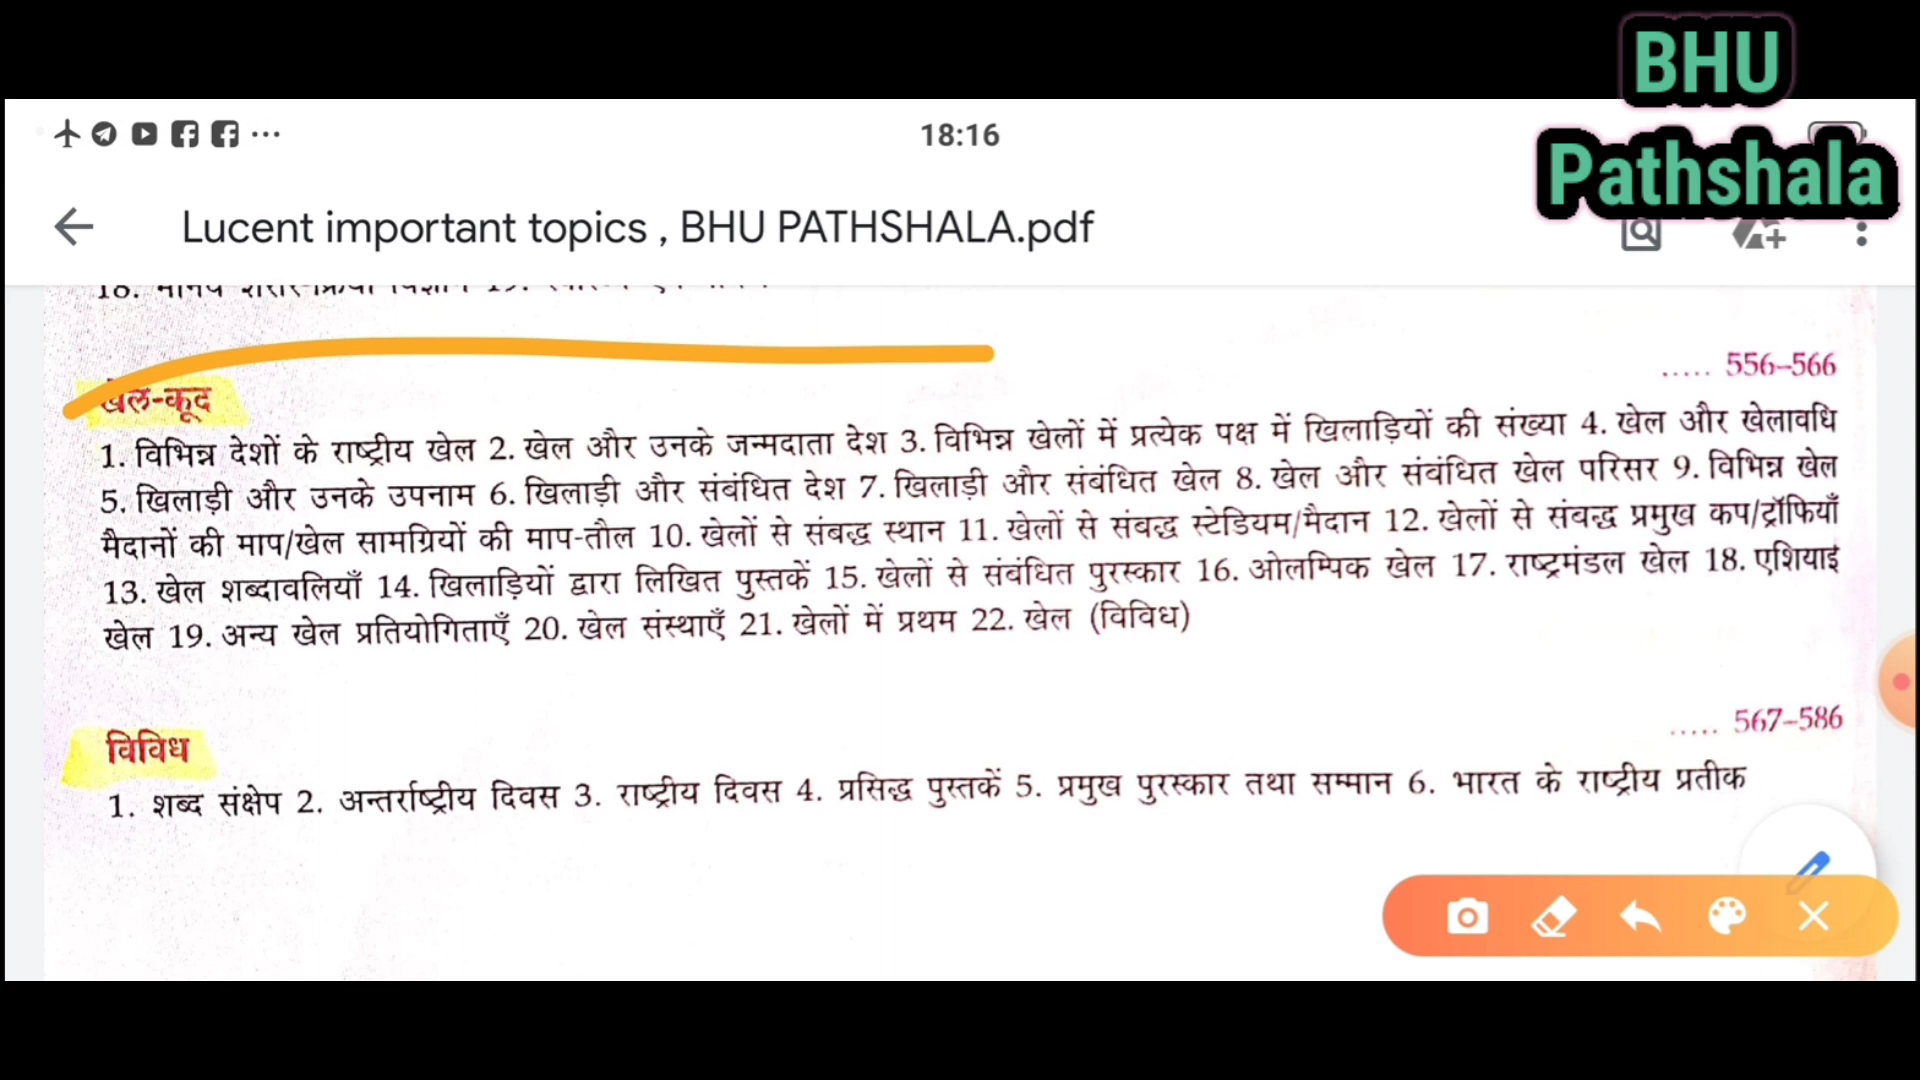 BHU
Pathshala
18:16
Lucent important topics , BHU PATHSHALA.pdf
खेल-कूद ..... 556–566
1. विभिन्न देशों के राष्ट्रीय खेल 2. खेल और उनके जन्मदाता देश 3. विभिन्न खेलों में प्रत्येक पक्ष में खिलाड़ियों की संख्या 4. खेल और खेलावधि
5. खिलाड़ी और उनके उपनाम 6. खिलाड़ी और संबंधित देश 7. खिलाड़ी और संबंधित खेल 8. खेल और संबंधित खेल परिसर 9. विभिन्न खेल
मैदानों की माप/खेल सामग्रियों की माप-तौल 10. खेलों से संबद्ध स्थान 11. खेलों से संबद्ध स्टेडियम/मैदान 12. खेलों से संबद्ध प्रमुख कप/ट्रॉफियाँ
13. खेल शब्दावलियाँ 14. खिलाड़ियों द्वारा लिखित पुस्तकें 15. खेलों से संबंधित पुरस्कार 16. ओलम्पिक खेल 17. राष्ट्रमंडल खेल 18. एशियाई
खेल 19. अन्य खेल प्रतियोगिताएँ 20. खेल संस्थाएँ 21. खेलों में प्रथम 22. खेल (विविध)
विविध ..... 567–586
1. शब्द संक्षेप 2. अन्तर्राष्ट्रीय दिवस 3. राष्ट्रीय दिवस 4. प्रसिद्ध पुस्तकें 5. प्रमुख पुरस्कार तथा सम्मान 6. भारत के राष्ट्रीय प्रतीक